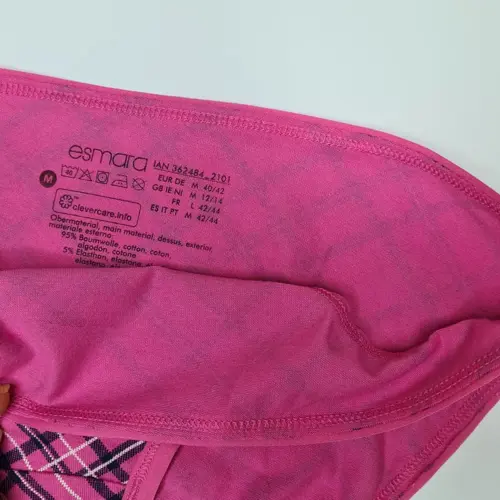 esmara
IAN 362484_2101
40
M
EUR DE M 40/42
GB IE-NI M 12/14
FR L 42/44
ES IT PT M 42/44
clevercare.info
Obermaterial, main material, dessus, exterior
materiale esterno
95% Baumwolle, cotton, coton,
algodón, cotone
5% Elasthan, elastane,